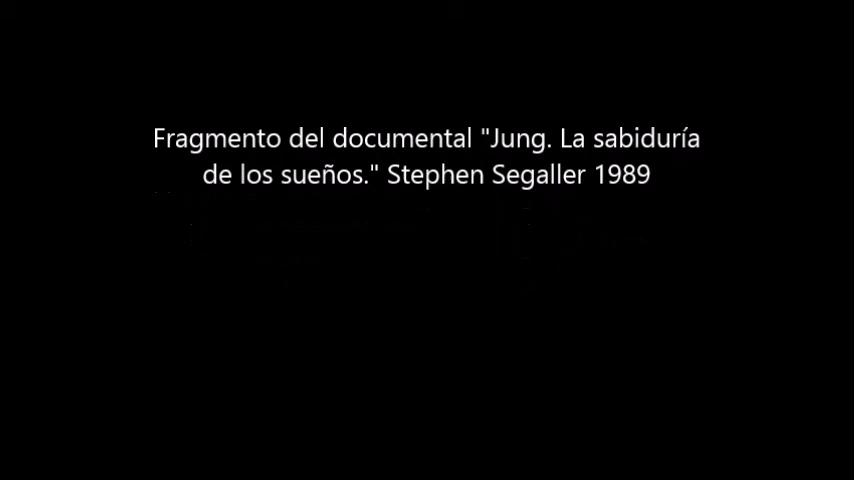 Fragmento del documental "Jung. La sabiduría
de los sueños." Stephen Segaller 1989